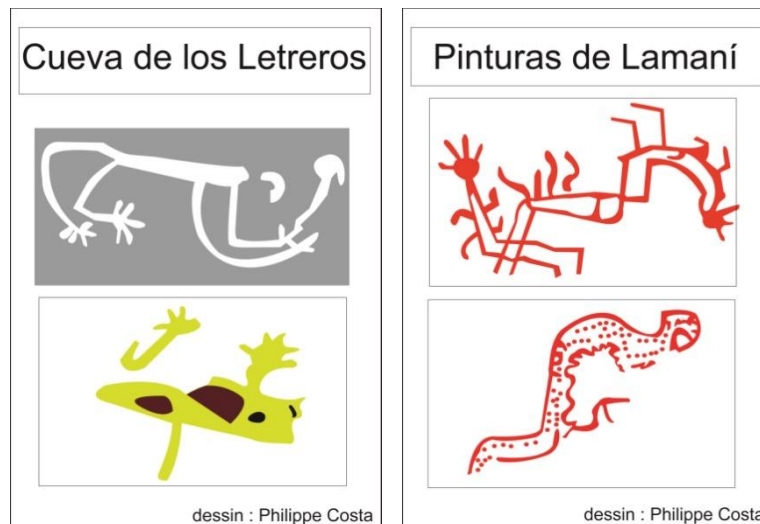 Cueva de los Letreros
dessin : Philippe Costa
Pinturas de Lamaní
dessin : Philippe Costa